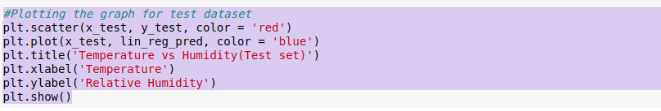 #Plotting the graph for test dataset
plt.scatter(x_test, y_test, color = 'red')
plt.plot(x_test, lin_reg_pred, color = 'blue')
plt.title('Temperature vs Humidity(Test set)')
plt.xlabel('Temperature')
plt.ylabel('Relative Humidity')
plt.show()